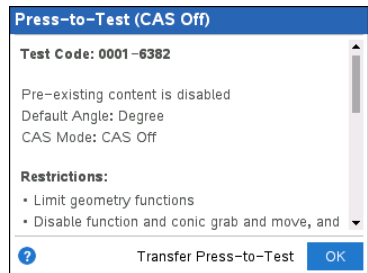 Press-to-Test (CAS Off)
Test Code: 0001-6382
Pre-existing content is disabled
Default Angle: Degree
CAS Mode: CAS Off
Restrictions:
• Limit geometry functions
• Disable function and conic grab and move, and
? Transfer Press-to-Test OK